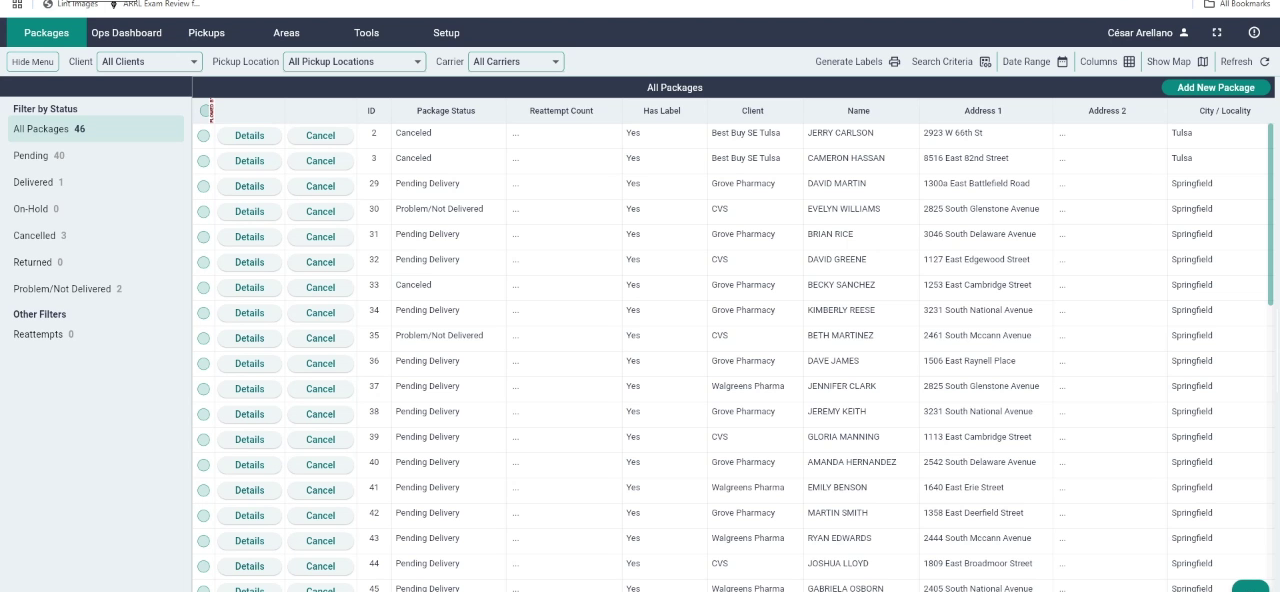 Lint Images ARRL Exam Review f... All Bookmarks
Packages Ops Dashboard Pickups Areas Tools Setup César Arellano
Hide Menu Client All Clients Pickup Location All Pickup Locations Carrier All Carriers Generate Labels Search Criteria Date Range Columns Show Map Refresh
All Packages Add New Package
Filter by Status
All Packages 46
Pending 40
Delivered 1
On-Hold 0
Cancelled 3
Returned 0
Problem/Not Delivered 2
Other Filters
Reattempts 0
ID Package Status Reattempt Count Has Label Client Name Address 1 Address 2 City / Locality
Details Cancel 2 Canceled ... Yes Best Buy SE Tulsa JERRY CARLSON 2923 W 66th St ... Tulsa
Details Cancel 3 Canceled ... Yes Best Buy SE Tulsa CAMERON HASSAN 8516 East 82nd Street ... Tulsa
Details Cancel 29 Pending Delivery ... Yes Grove Pharmacy DAVID MARTIN 1300a East Battlefield Road ... Springfield
Details Cancel 30 Problem/Not Delivered ... Yes CVS EVELYN WILLIAMS 2825 South Glenstone Avenue ... Springfield
Details Cancel 31 Pending Delivery ... Yes Grove Pharmacy BRIAN RICE 3046 South Delaware Avenue ... Springfield
Details Cancel 32 Pending Delivery ... Yes CVS DAVID GREENE 1127 East Edgewood Street ... Springfield
Details Cancel 33 Canceled ... Yes Grove Pharmacy BECKY SANCHEZ 1253 East Cambridge Street ... Springfield
Details Cancel 34 Pending Delivery ... Yes Grove Pharmacy KIMBERLY REESE 3231 South National Avenue ... Springfield
Details Cancel 35 Problem/Not Delivered ... Yes CVS BETH MARTINEZ 2461 South Mccann Avenue ... Springfield
Details Cancel 36 Pending Delivery ... Yes Grove Pharmacy DAVE JAMES 1506 East Raynell Place ... Springfield
Details Cancel 37 Pending Delivery ... Yes Walgreens Pharma JENNIFER CLARK 2825 South Glenstone Avenue ... Springfield
Details Cancel 38 Pending Delivery ... Yes Grove Pharmacy JEREMY KEITH 3231 South National Avenue ... Springfield
Details Cancel 39 Pending Delivery ... Yes CVS GLORIA MANNING 1113 East Cambridge Street ... Springfield
Details Cancel 40 Pending Delivery ... Yes Grove Pharmacy AMANDA HERNANDEZ 2542 South Delaware Avenue ... Springfield
Details Cancel 41 Pending Delivery ... Yes Walgreens Pharma EMILY BENSON 1640 East Erie Street ... Springfield
Details Cancel 42 Pending Delivery ... Yes Grove Pharmacy MARTIN SMITH 1358 East Deerfield Street ... Springfield
Details Cancel 43 Pending Delivery ... Yes Walgreens Pharma RYAN EDWARDS 2444 South Mccann Avenue ... Springfield
Details Cancel 44 Pending Delivery ... Yes CVS JOSHUA LLOYD 1809 East Broadmoor Street ... Springfield
Details Cancel 45 Pending Delivery ... Yes Walgreens Pharma GABRIELA OSBORN 2405 South National Avenue ... Springfield